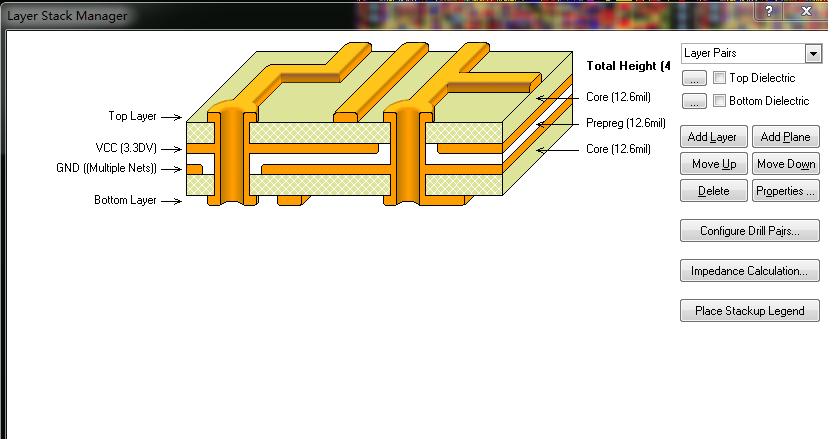 Layer Stack Manager
Total Height (4
Layer Pairs
... Top Dielectric
... Bottom Dielectric
Core (12.6mil)
Prepreg (12.6mil)
Core (12.6mil)
Top Layer
VCC (3.3DV)
GND ((Multiple Nets)
Bottom Layer
Add Layer Add Plane
Move Up Move Down
Delete Properties ...
Configure Drill Pairs...
Impedance Calculation...
Place Stackup Legend